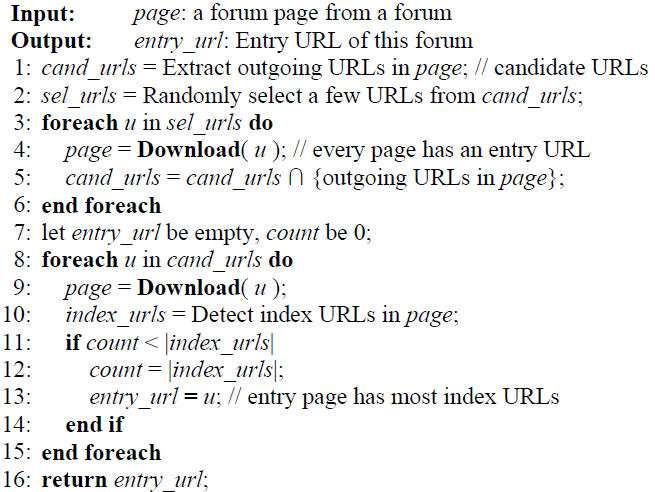 Input: page: a forum page from a forum
Output: entry_url: Entry URL of this forum
1: cand_urls = Extract outgoing URLs in page; // candidate URLs
2: sel_urls = Randomly select a few URLs from cand_urls;
3: foreach u in sel_urls do
4: page = Download( u ); // every page has an entry URL
5: cand_urls = cand_urls ∩ {outgoing URLs in page};
6: end foreach
7: let entry_url be empty, count be 0;
8: foreach u in cand_urls do
9: page = Download( u );
10: index_urls = Detect index URLs in page;
11: if count < |index_urls|
12: count = |index_urls|;
13: entry_url = u; // entry page has most index URLs
14: end if
15: end foreach
16: return entry_url;